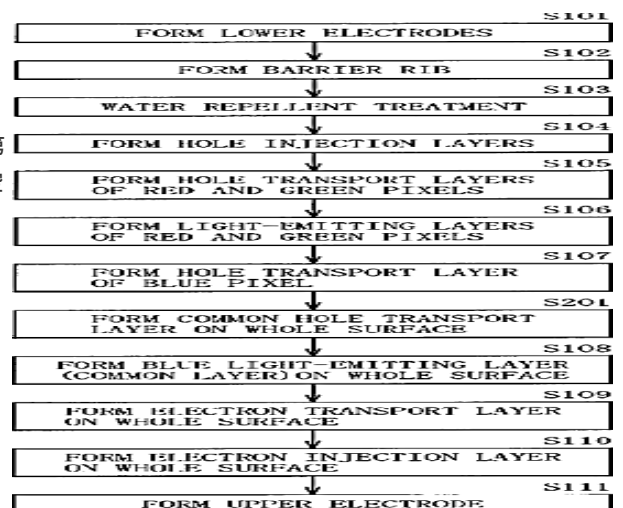 S101
FORM LOWER ELECTRODES
S102
FORM BARRIER RIB
S103
WATER REPELLENT TREATMENT
S104
FORM HOLE INJECTION LAYERS
S105
FORM HOLE TRANSPORT LAYERS
OF RED AND GREEN PIXELS
S106
FORM LIGHT-EMITTING LAYERS
OF RED AND GREEN PIXELS
S107
FORM HOLE TRANSPORT LAYER
OF BLUE PIXEL
S201
FORM COMMON HOLE TRANSPORT
LAYER ON WHOLE SURFACE
S108
FORM BLUE LIGHT-EMITTING LAYER
(COMMON LAYER) ON WHOLE SURFACE
S109
FORM ELECTRON TRANSPORT LAYER
ON WHOLE SURFACE
S110
FORM ELECTRON INJECTION LAYER
ON WHOLE SURFACE
S111
FORM UPPER ELECTRODE